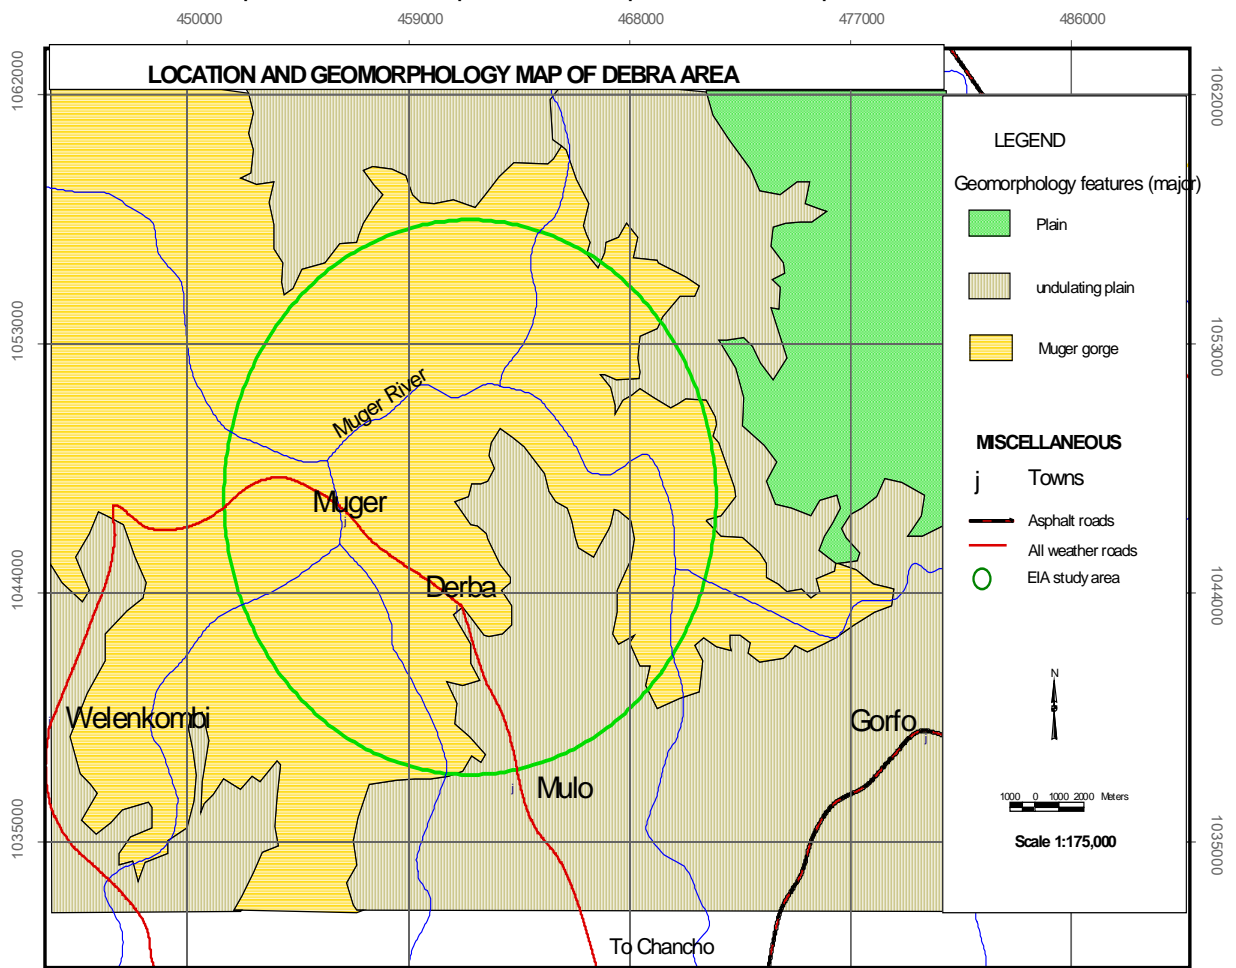 450000 459000 468000 477000 486000
LOCATION AND GEOMORPHOLOGY MAP OF DEBRA AREA
1062000 1062000
LEGEND
Geomorphology features (major)
Plain
undulating plain
1053000 1053000
Muger gorge
Muger River
MISCELLANEOUS
j Towns
Muger
j
Asphalt roads
All weather roads
EIA study area
1044000 1044000
Derba
N
Welenkombi
Gorfo
j
j
Mulo
1000 0 1000 2000 Meters
1035000 1035000
Scale 1:175,000
To Chancho